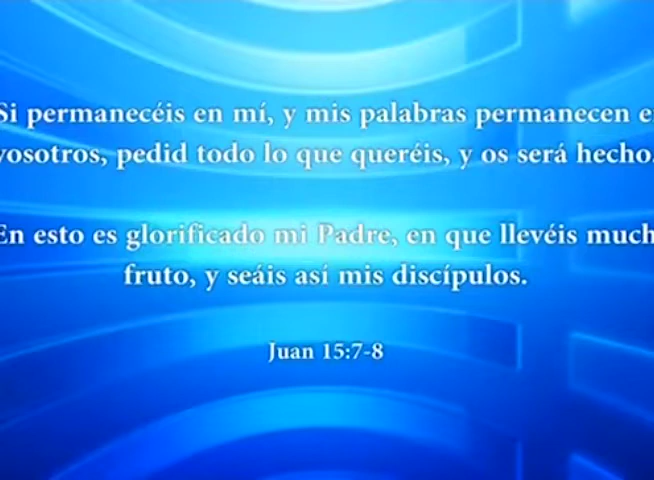 Si permanecéis en mí, y mis palabras permanecen e
vosotros, pedid todo lo que queréis, y os será hecho.
En esto es glorificado mi Padre, en que llevéis much
fruto, y seáis así mis discípulos.
Juan 15:7-8